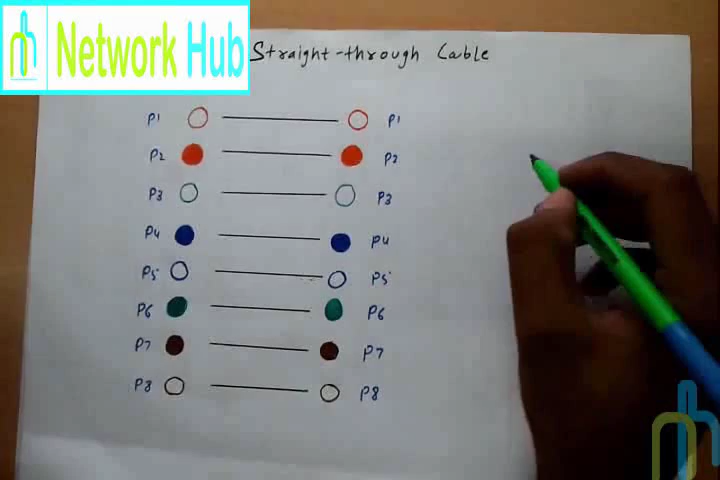 Network Hub
Straight-through Cable
P1 P1
P2 P2
P3 P3
P4 P4
P5 P5
P6 P6
P7 P7
P8 P8